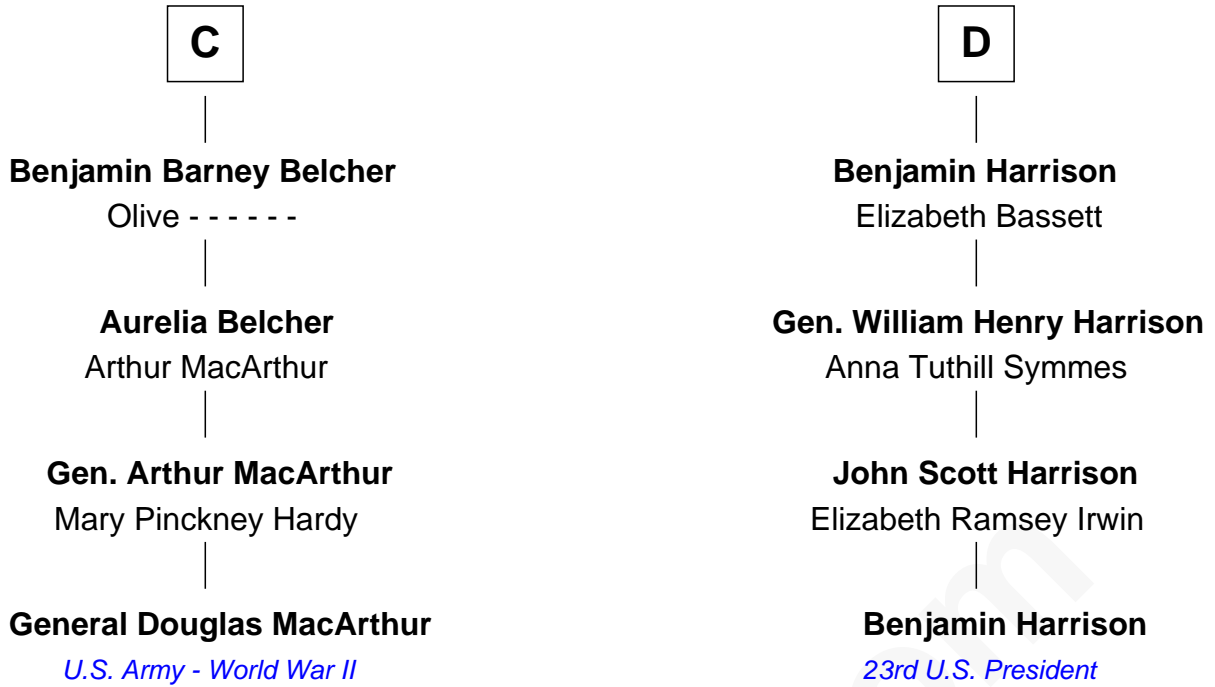 C
Benjamin Barney Belcher
Olive - - - - - -
Aurelia Belcher
Arthur MacArthur
Gen. Arthur MacArthur
Mary Pinckney Hardy
General Douglas MacArthur
U.S. Army - World War II
D
Benjamin Harrison
Elizabeth Bassett
Gen. William Henry Harrison
Anna Tuthill Symmes
John Scott Harrison
Elizabeth Ramsey Irwin
Benjamin Harrison
23rd U.S. President